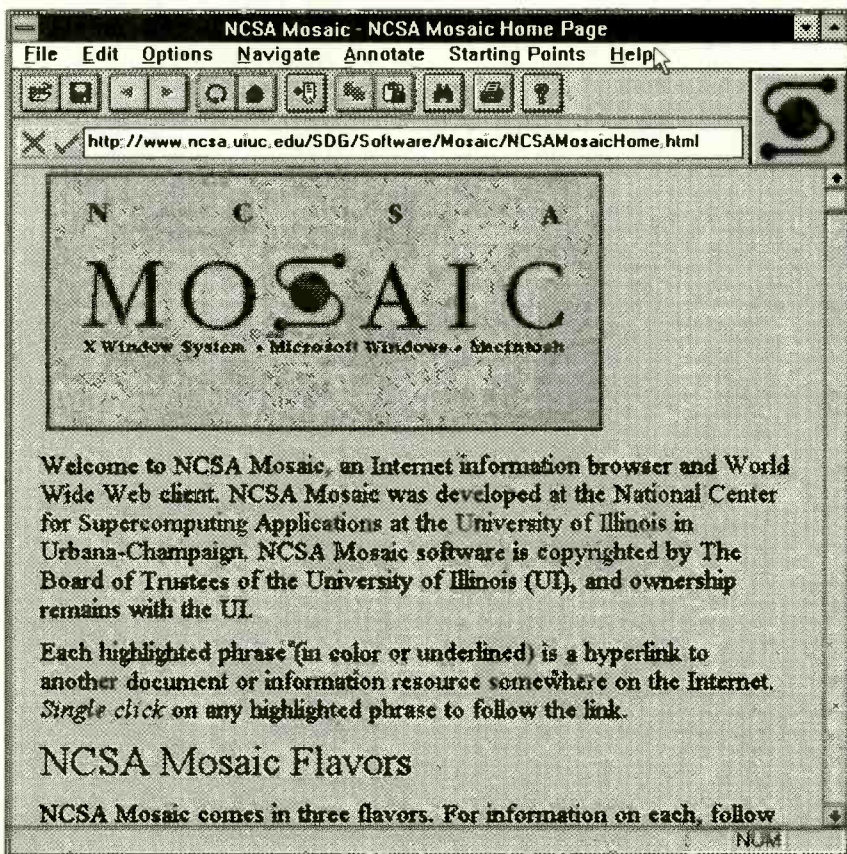 NCSA Mosaic - NCSA Mosaic Home Page
File Edit Options Navigate Annotate Starting Points Help
http://www.ncsa.uiuc.edu/SDG/Software/Mosaic/NCSAMosaicHome.html
N C S A
MOSAIC
X Window System • Microsoft Windows • Macintosh
Welcome to NCSA Mosaic, an Internet information browser and World
Wide Web client. NCSA Mosaic was developed at the National Center
for Supercomputing Applications at the University of Illinois in
Urbana-Champaign. NCSA Mosaic software is copyrighted by The
Board of Trustees of the University of Illinois (UI), and ownership
remains with the UI.
Each highlighted phrase (in color or underlined) is a hyperlink to
another document or information resource somewhere on the Internet.
Single click on any highlighted phrase to follow the link.
NCSA Mosaic Flavors
NCSA Mosaic comes in three flavors. For information on each, follow
NUM